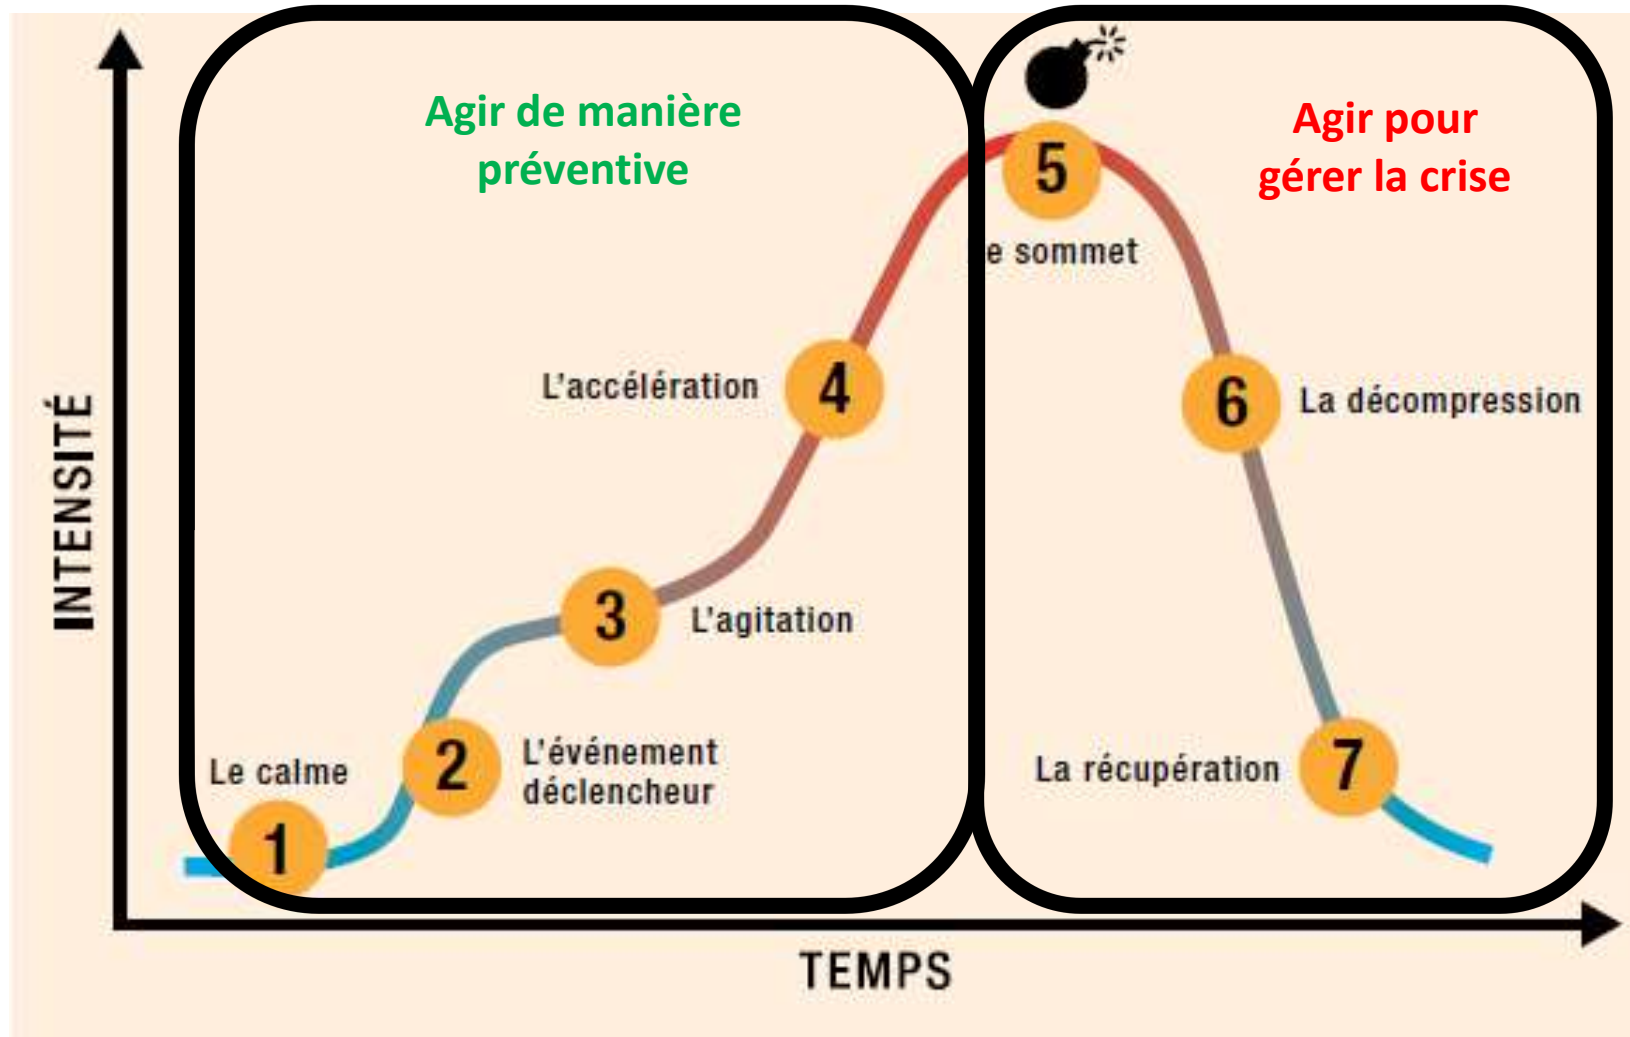 Agir de manière
préventive
Agir pour
gérer la crise
5
e sommet
L'accélération
4
6
La décompression
INTENSITÉ
3
L'agitation
2
L'événement
déclencheur
Le calme
1
La récupération
7
TEMPS